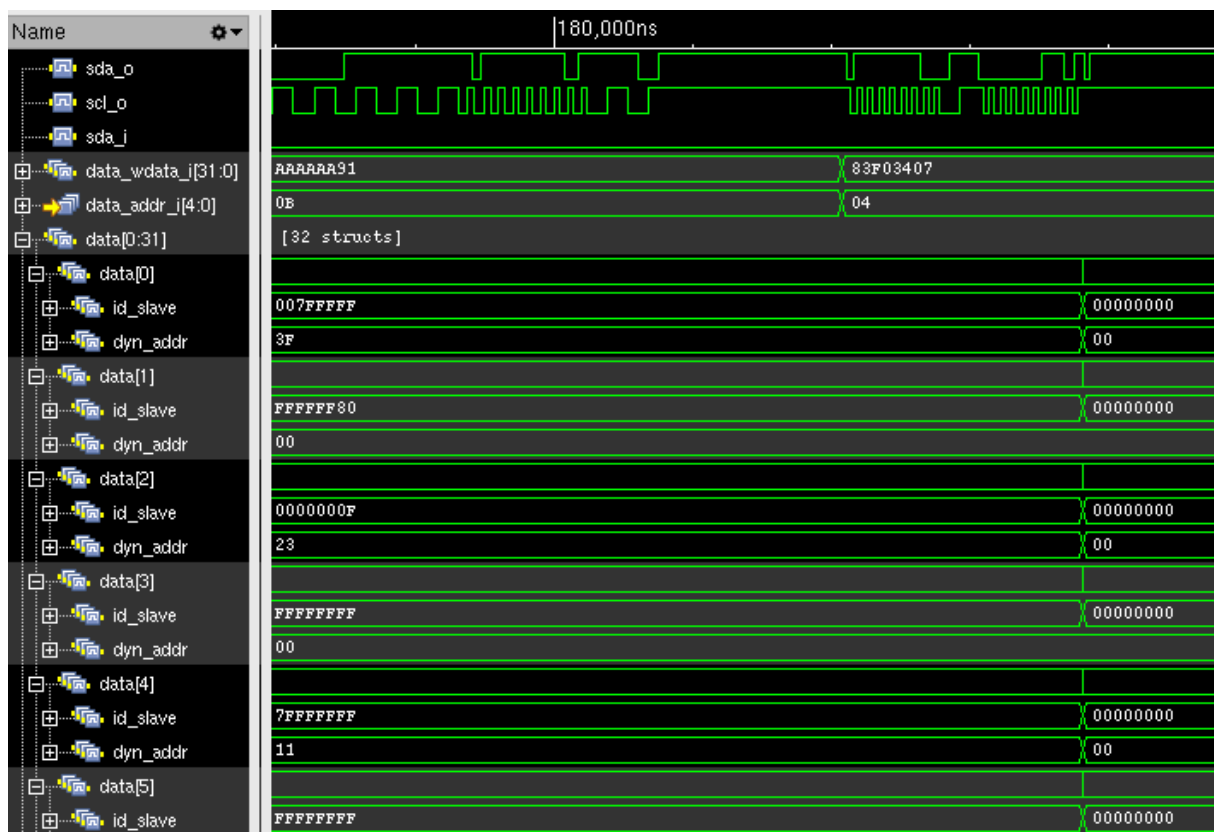 Name 180,000ns
sda_o
scl_o
sda_i
data_wdata_i[31:0] AAAAAA91 83F03407
data_addr_i[4:0] 0B 04
data[0:31] [32 structs]
data[0]
id_slave 007FFFFF 00000000
dyn_addr 3F 00
data[1]
id_slave FFFFFF80 00000000
dyn_addr 00
data[2]
id_slave 0000000F 00000000
dyn_addr 23 00
data[3]
id_slave FFFFFFFF 00000000
dyn_addr 00
data[4]
id_slave 7FFFFFFF 00000000
dyn_addr 11 00
data[5]
id_slave FFFFFFFF 00000000